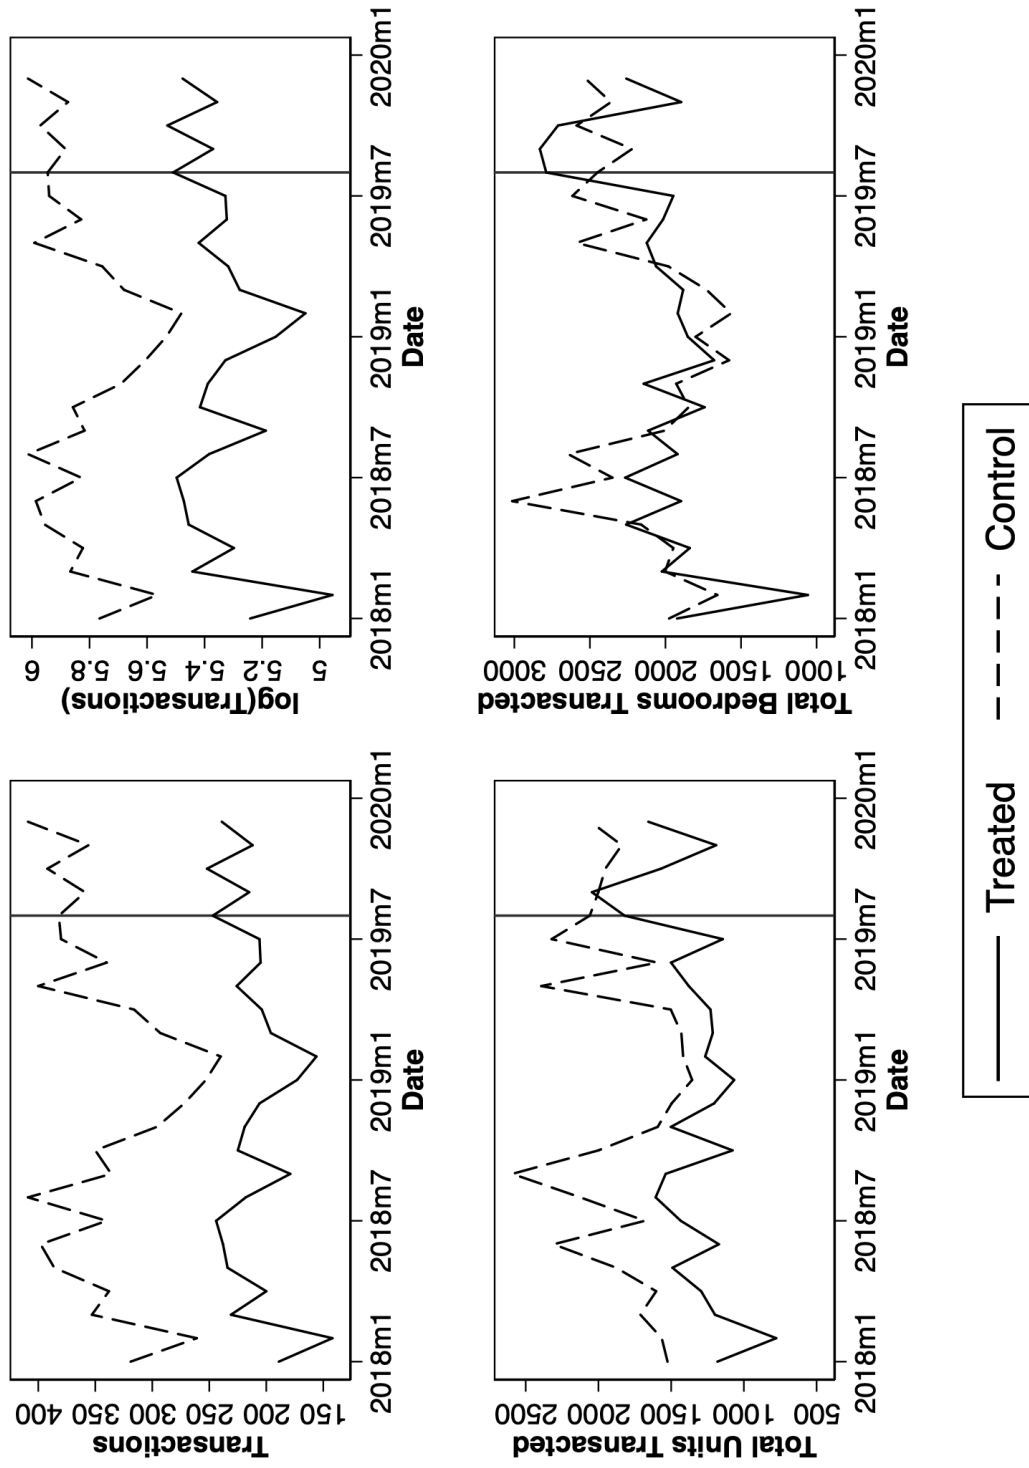 Transactions
400
350
300
250
200
150
2018m1
2018m7
2019m1
2019m7
2020m1
Date
log(Transactions)
6
5.8
5.6
5.4
5.2
5
2018m1
2018m7
2019m1
2019m7
2020m1
Date
Total Units Transacted
2500
2000
1500
1000
500
2018m1
2018m7
2019m1
2019m7
2020m1
Date
Total Bedrooms Transacted
3000
2500
2000
1500
1000
2018m1
2018m7
2019m1
2019m7
2020m1
Date
Treated
Control